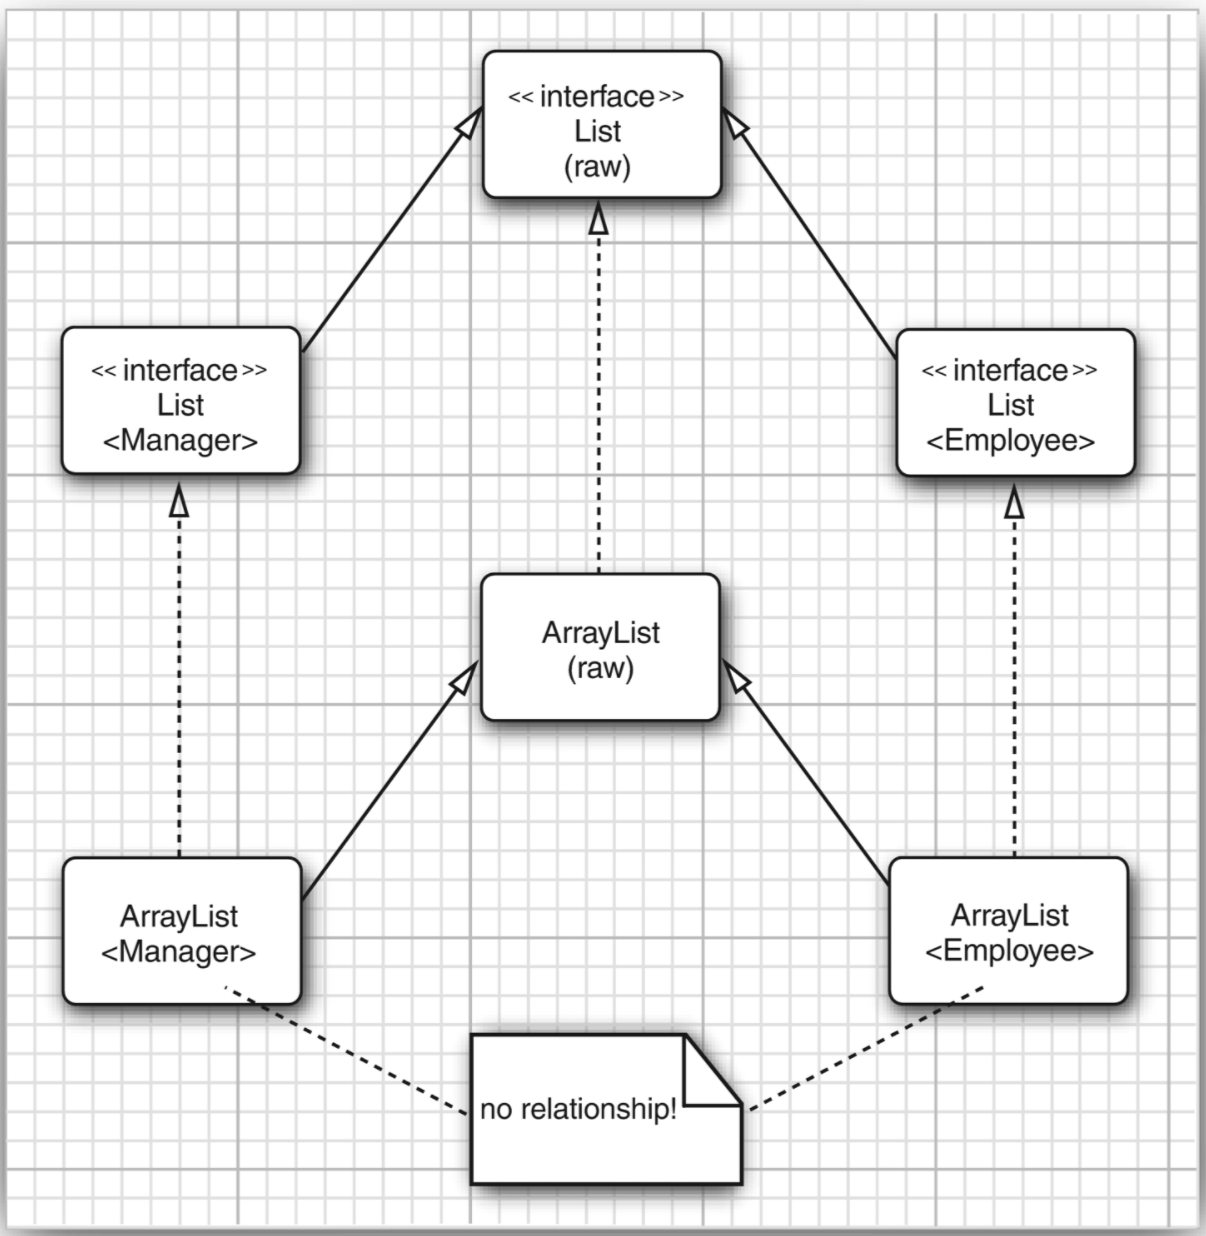 << interface >>
List
(raw)
<< interface >>
List
<Manager>
<< interface >>
List
<Employee>
ArrayList
(raw)
ArrayList
<Manager>
ArrayList
<Employee>
no relationship!